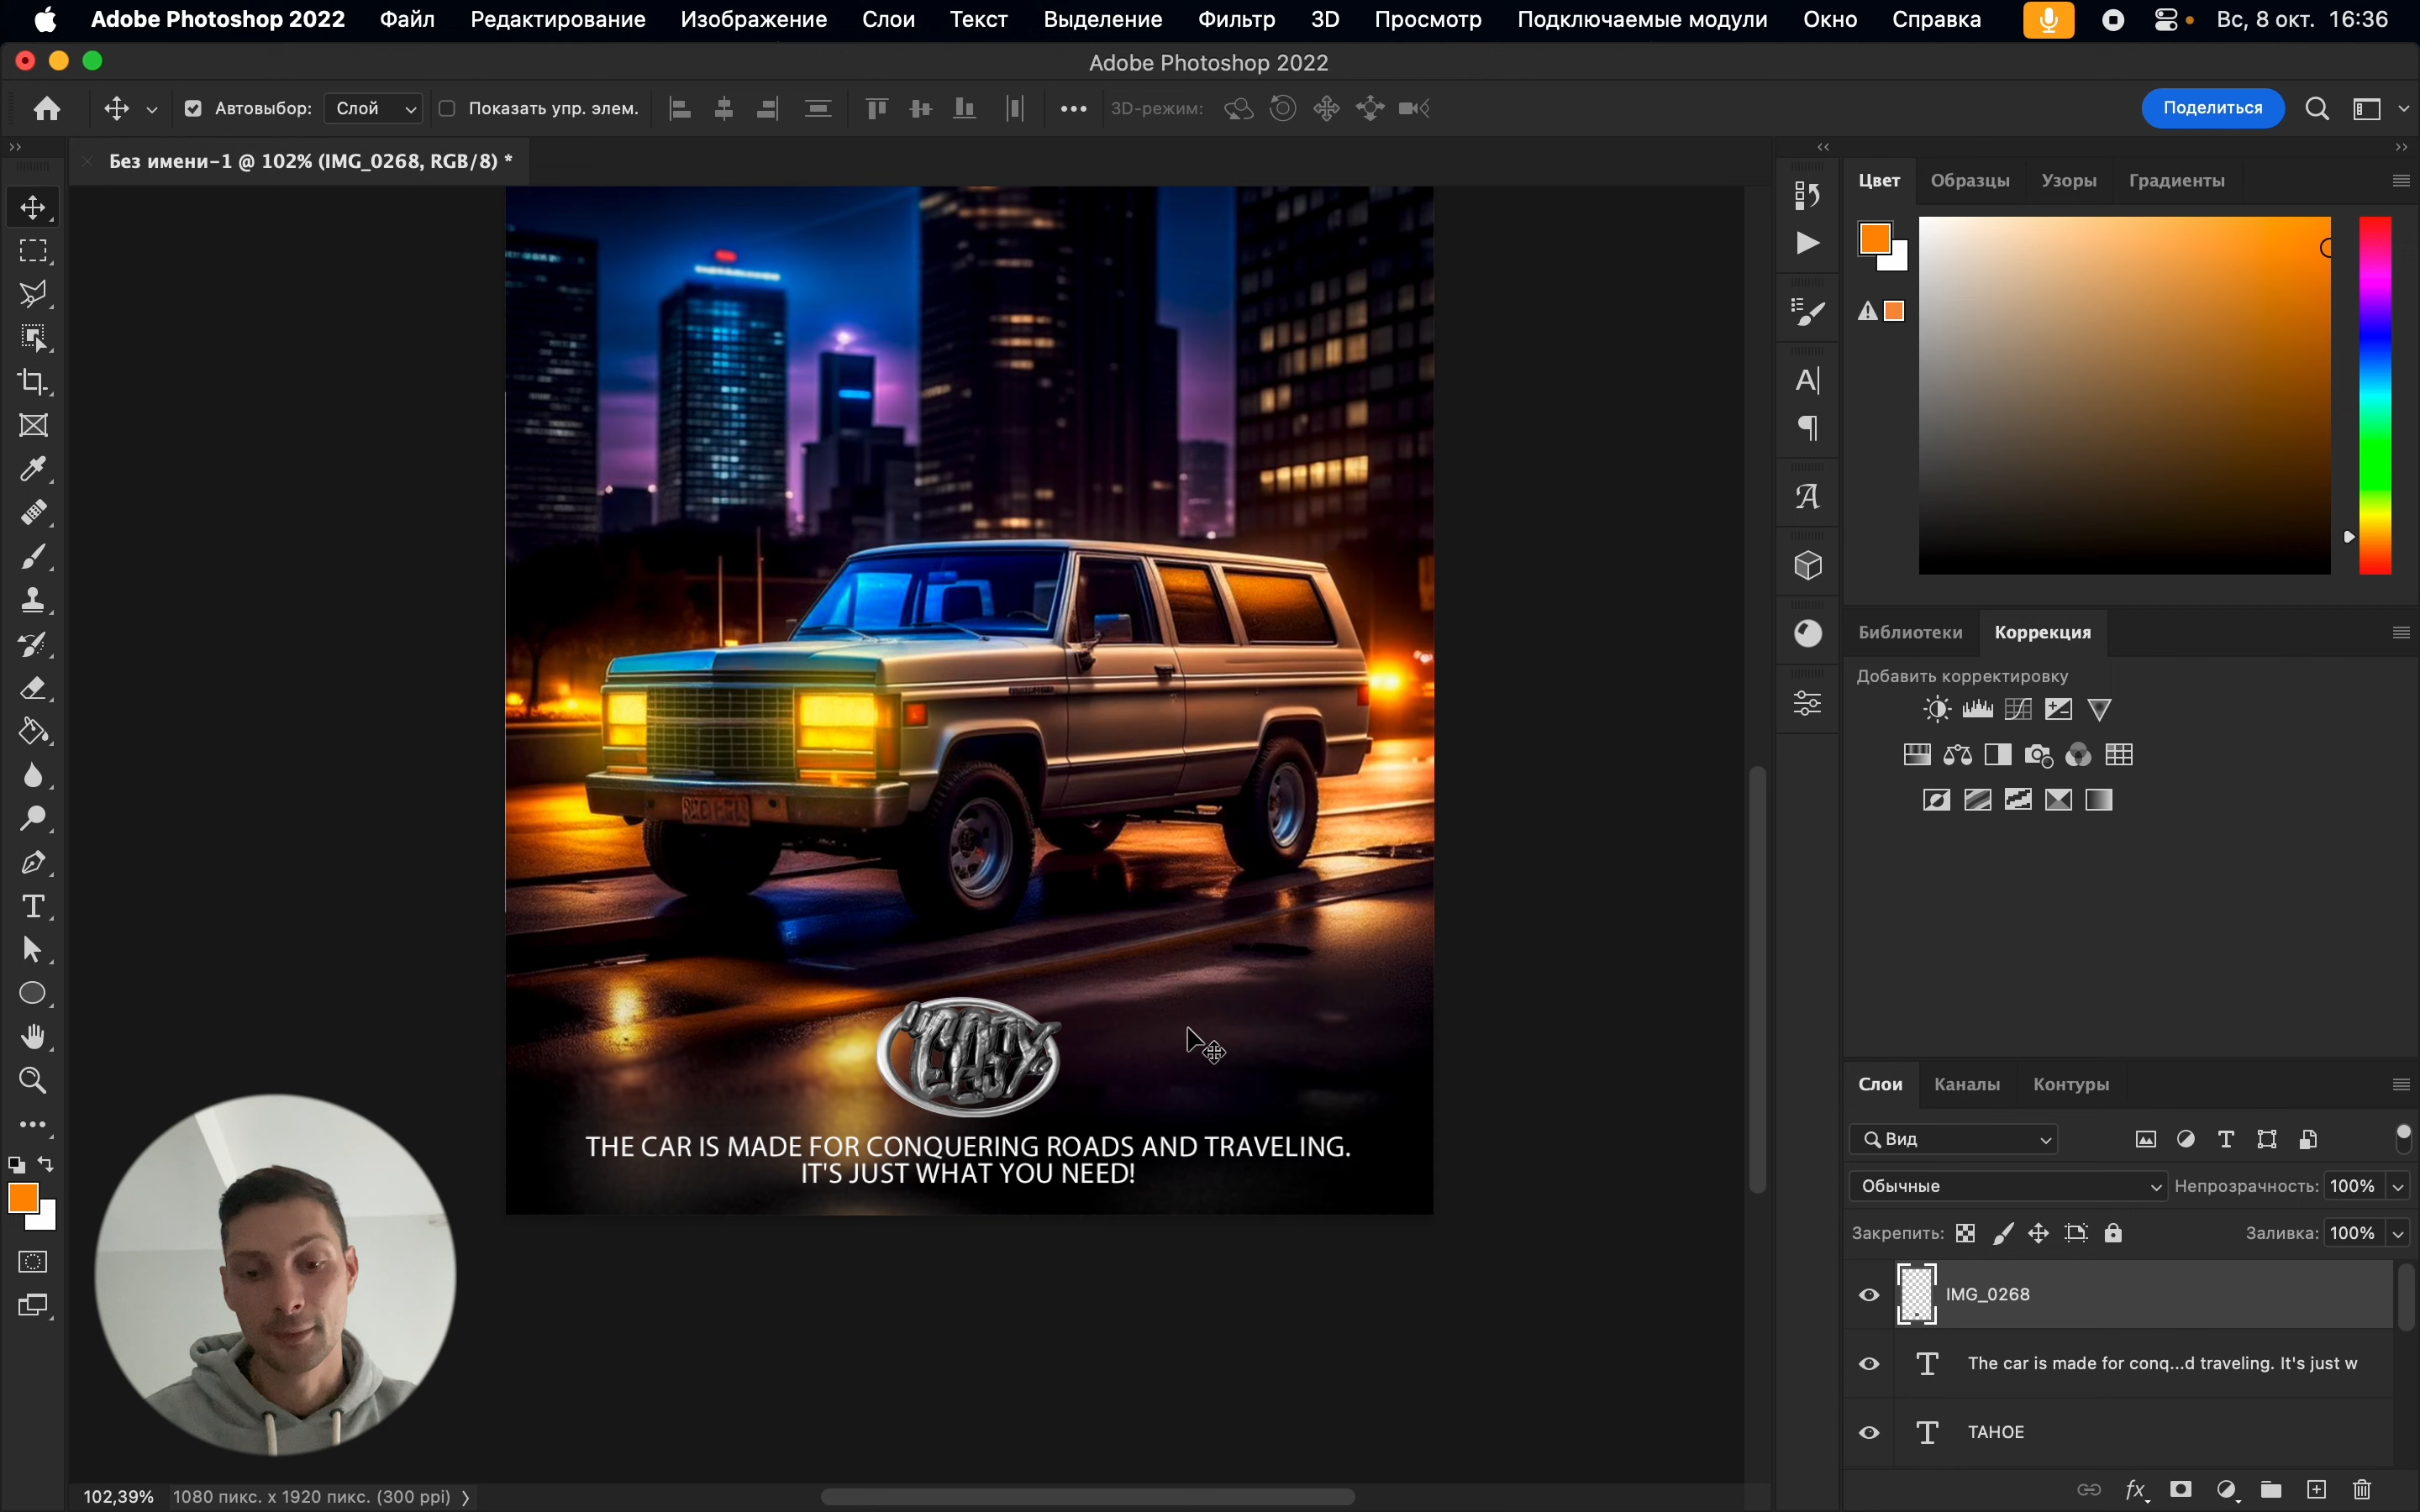 Adobe Photoshop 2022 Файл Редактирование Изображение Слои Текст Выделение Фильтр 3D Просмотр Подключаемые модули Окно Справка Вс, 8 окт. 16:36
Adobe Photoshop 2022
Автовыбор: Слой Показать упр. элем. 3D-режим: Поделиться
Без имени-1 @ 102% (IMG_0268, RGB/8) *
Цвет Образцы Узоры Градиенты
Библиотеки Коррекция
Добавить корректировку
THE CAR IS MADE FOR CONQUERING ROADS AND TRAVELING.
IT'S JUST WHAT YOU NEED!
Слои Каналы Контуры
Вид
Обычные Непрозрачность: 100%
Закрепить: Заливка: 100%
IMG_0268
The car is made for conq...d traveling. It's just w
TAHOE
102,39% 1080 пикс. x 1920 пикс. (300 ppi)